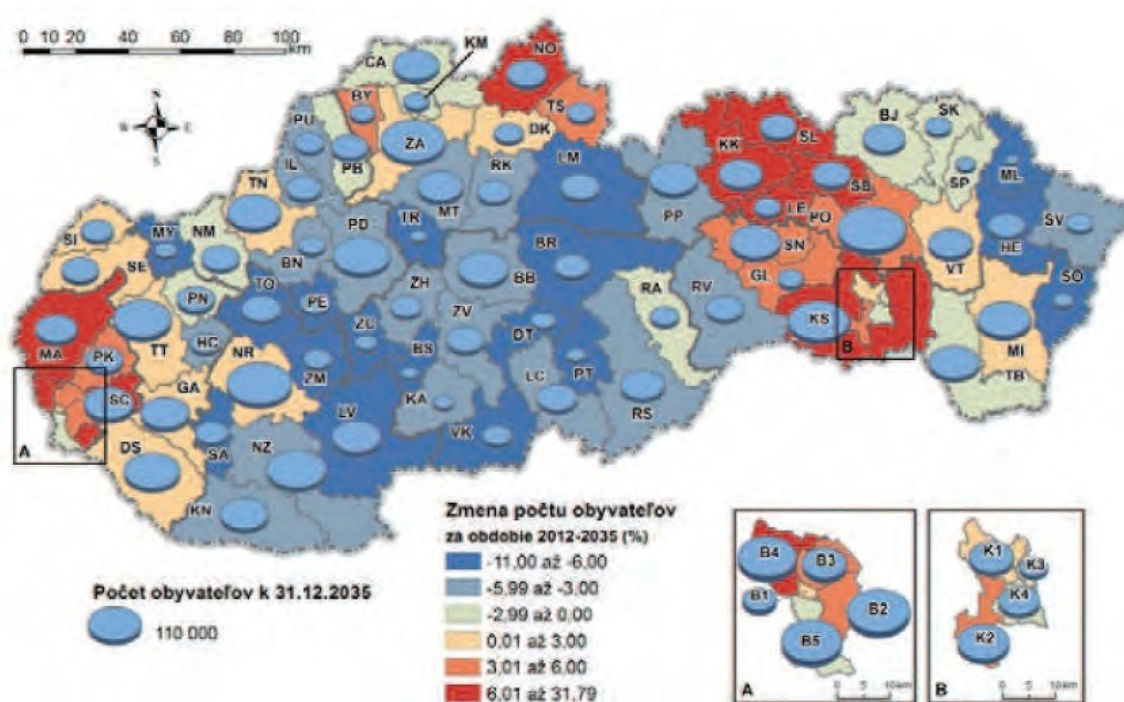 0 10 20 40 60 80 100
km
N
W E
S
CA
KM
NO
BY
TS
PU
ZA
DK
IL
PB
LM
RK
TN
MT
SI
MY
NM
PD
TR
SE
BN
BR
BB
TO
PE
ZH
ZV
PN
MA
HC
ZC
BS
DT
PK
TT
NR
ZM
PT
SC
GA
LC
KA
LV
RS
DS
SA
NZ
VK
KN
A
BJ
SK
SL
KK
SB
SP
ML
LE
PO
PP
SV
SN
HE
VT
GL
RA
RV
SO
KS
B
MI
TB
Zmena počtu obyvateľov
za obdobie 2012-2035 (%)
-11,00 až -6,00
-5,99 až -3,00
-2,99 až 0,00
0,01 až 3,00
3,01 až 6,00
6,01 až 31,79
Počet obyvateľov k 31.12.2035
110 000
B4
B3
B1
B2
B5
A
0 5 10km
K1
K3
K4
K2
B
0 5 10km